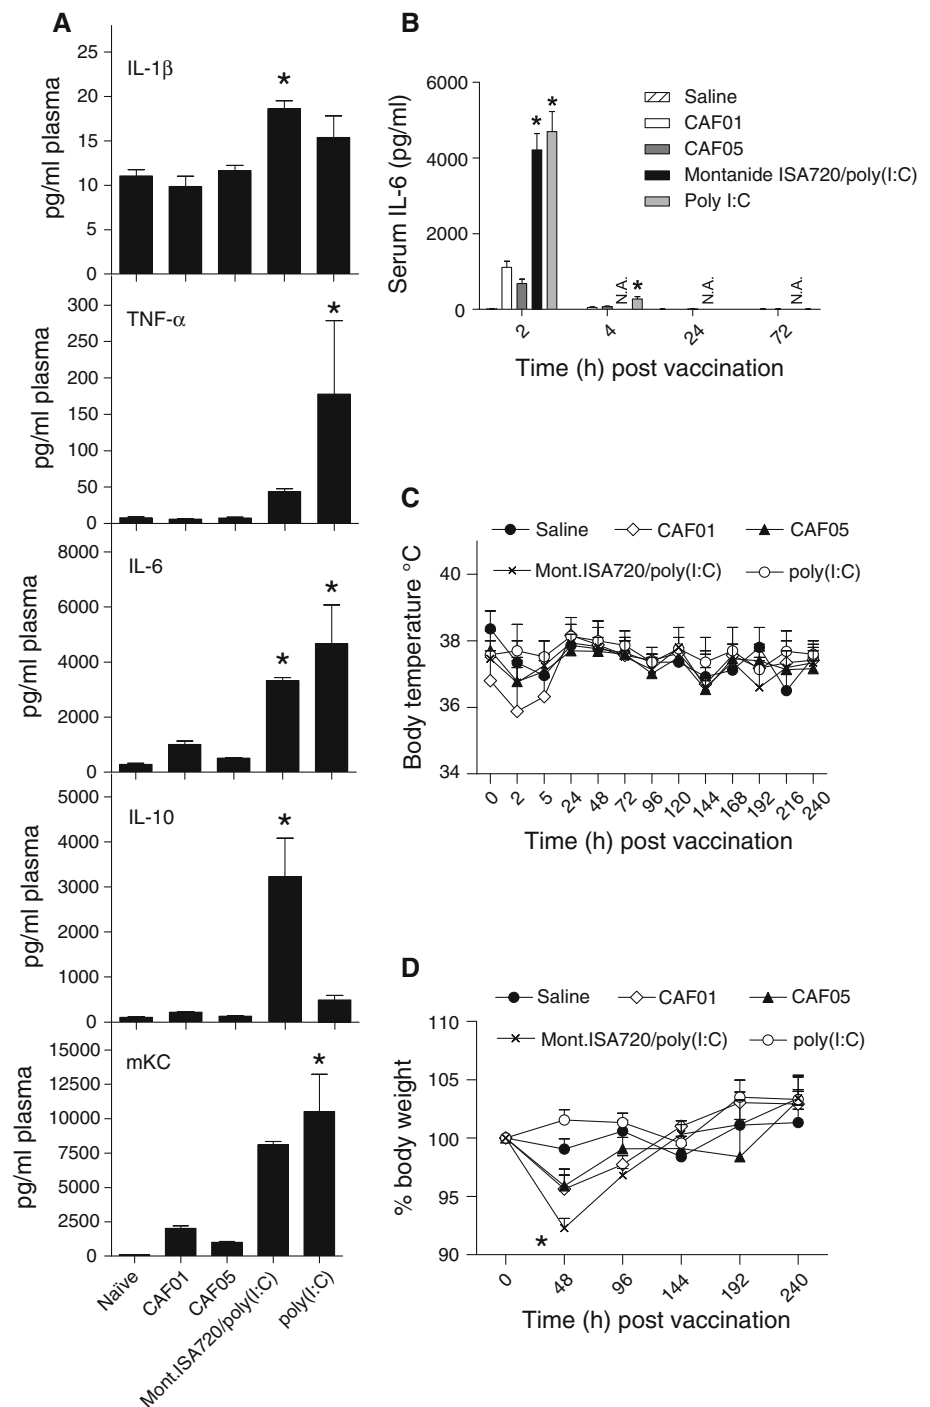 A
IL-1β
25
20
15
10
5
0
pg/ml plasma
TNF-α
300
250
200
150
100
50
0
pg/ml plasma
IL-6
8000
6000
4000
2000
0
pg/ml plasma
IL-10
5000
4000
3000
2000
1000
0
pg/ml plasma
mKC
15000
12500
10000
7500
5000
2500
0
pg/ml plasma
*
*
*
*
*
*
*
Naïve
CAF01
CAF05
Mont.ISA720/poly(I:C)
poly(I:C)
B
Serum IL-6 (pg/ml)
6000
4000
2000
0
Saline
CAF01
CAF05
Montanide ISA720/poly(I:C)
Poly I:C
*
*
N.A.
*
N.A.
N.A.
2
4
24
72
Time (h) post vaccination
C
Saline
CAF01
CAF05
Mont.ISA720/poly(I:C)
poly(I:C)
Body temperature °C
40
38
36
34
0
2
5
24
48
72
96
120
144
168
192
216
240
Time (h) post vaccination
D
Saline
CAF01
CAF05
Mont.ISA720/poly(I:C)
poly(I:C)
% body weight
110
105
100
95
90
*
0
48
96
144
192
240
Time (h) post vaccination